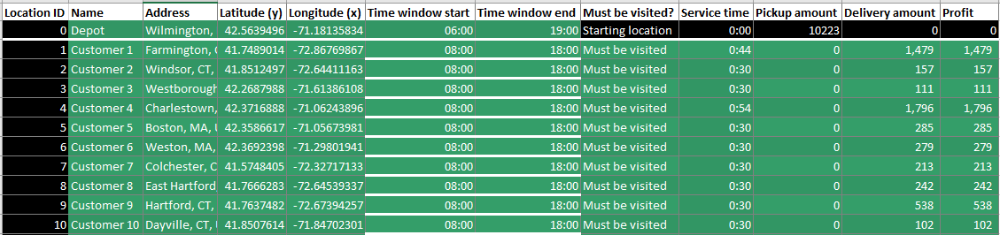 Location ID Name Address Latitude (y) Longitude (x) Time window start Time window end Must be visited? Service time Pickup amount Delivery amount Profit
0 Depot Wilmington, 42.5639496 -71.18135834 06:00 19:00 Starting location 0:00 10223 0 0
1 Customer 1 Farmington, 41.7489014 -72.86769867 08:00 18:00 Must be visited 0:44 0 1,479 1,479
2 Customer 2 Windsor, CT, 41.8512497 -72.64411163 08:00 18:00 Must be visited 0:30 0 157 157
3 Customer 3 Westborough 42.2687988 -71.61386108 08:00 18:00 Must be visited 0:30 0 111 111
4 Customer 4 Charlestown, 42.3716888 -71.06243896 08:00 18:00 Must be visited 0:54 0 1,796 1,796
5 Customer 5 Boston, MA, 42.3586617 -71.05673981 08:00 18:00 Must be visited 0:30 0 285 285
6 Customer 6 Weston, MA, 42.3692398 -71.29801941 08:00 18:00 Must be visited 0:30 0 279 279
7 Customer 7 Colchester, C 41.5748405 -72.32717133 08:00 18:00 Must be visited 0:30 0 213 213
8 Customer 8 East Hartford 41.7666283 -72.64539337 08:00 18:00 Must be visited 0:30 0 242 242
9 Customer 9 Hartford, CT, 41.7637482 -72.67394257 08:00 18:00 Must be visited 0:30 0 538 538
10 Customer 10 Dayville, CT, 41.8507614 -71.84702301 08:00 18:00 Must be visited 0:30 0 102 102